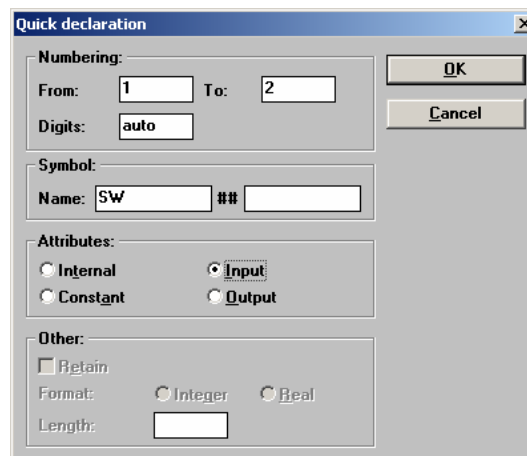 Quick declaration
Numbering:
From: 1 To: 2
Digits: auto
OK
Cancel
Symbol:
Name: SW ##
Attributes:
Internal Input
Constant Output
Other:
Retain
Format: Integer Real
Length: